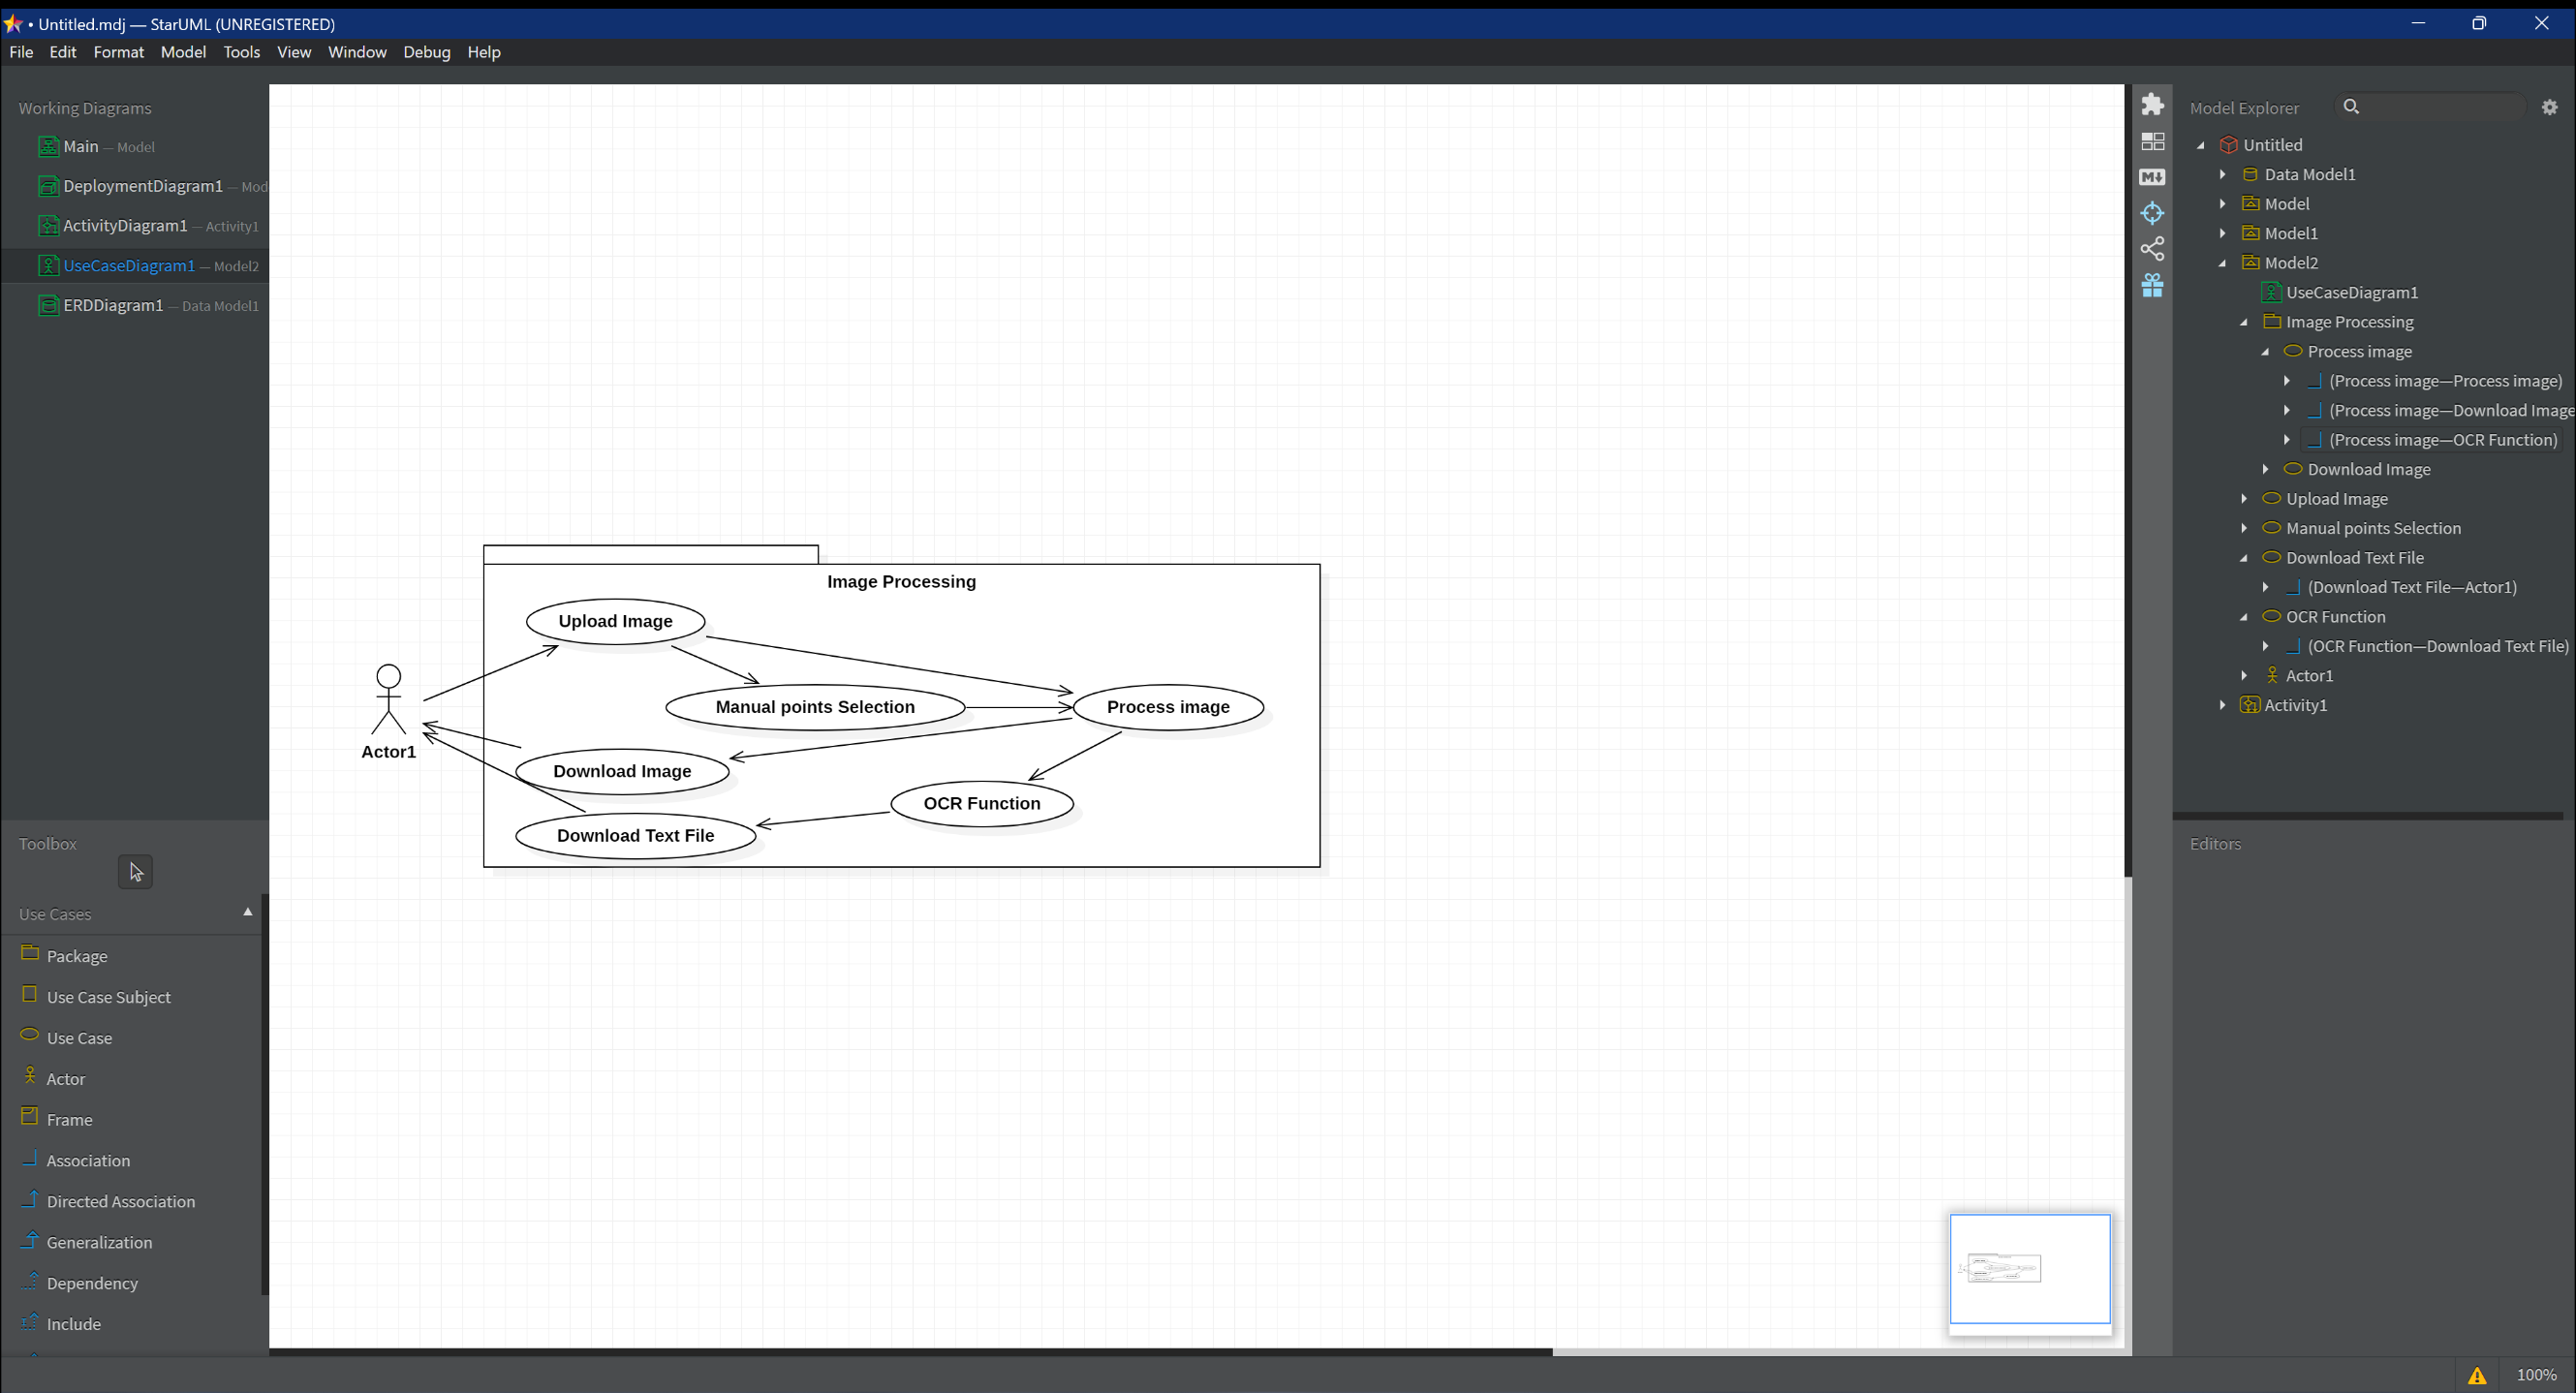 • Untitled.mdj — StarUML (UNREGISTERED)
File Edit Format Model Tools View Window Debug Help
Working Diagrams
Main — Model
DeploymentDiagram1 — Mod
ActivityDiagram1 — Activity1
UseCaseDiagram1 — Model2
ERDDiagram1 — Data Model1
Toolbox
Use Cases
Package
Use Case Subject
Use Case
Actor
Frame
Association
Directed Association
Generalization
Dependency
Include
Image Processing
Upload Image
Manual points Selection
Process image
Actor1
Download Image
OCR Function
Download Text File
M
Model Explorer
Untitled
Data Model1
Model
Model1
Model2
UseCaseDiagram1
Image Processing
Process image
(Process image—Process image)
(Process image—Download Image
(Process image—OCR Function)
Download Image
Upload Image
Manual points Selection
Download Text File
(Download Text File—Actor1)
OCR Function
(OCR Function—Download Text File)
Actor1
Activity1
Editors
100%